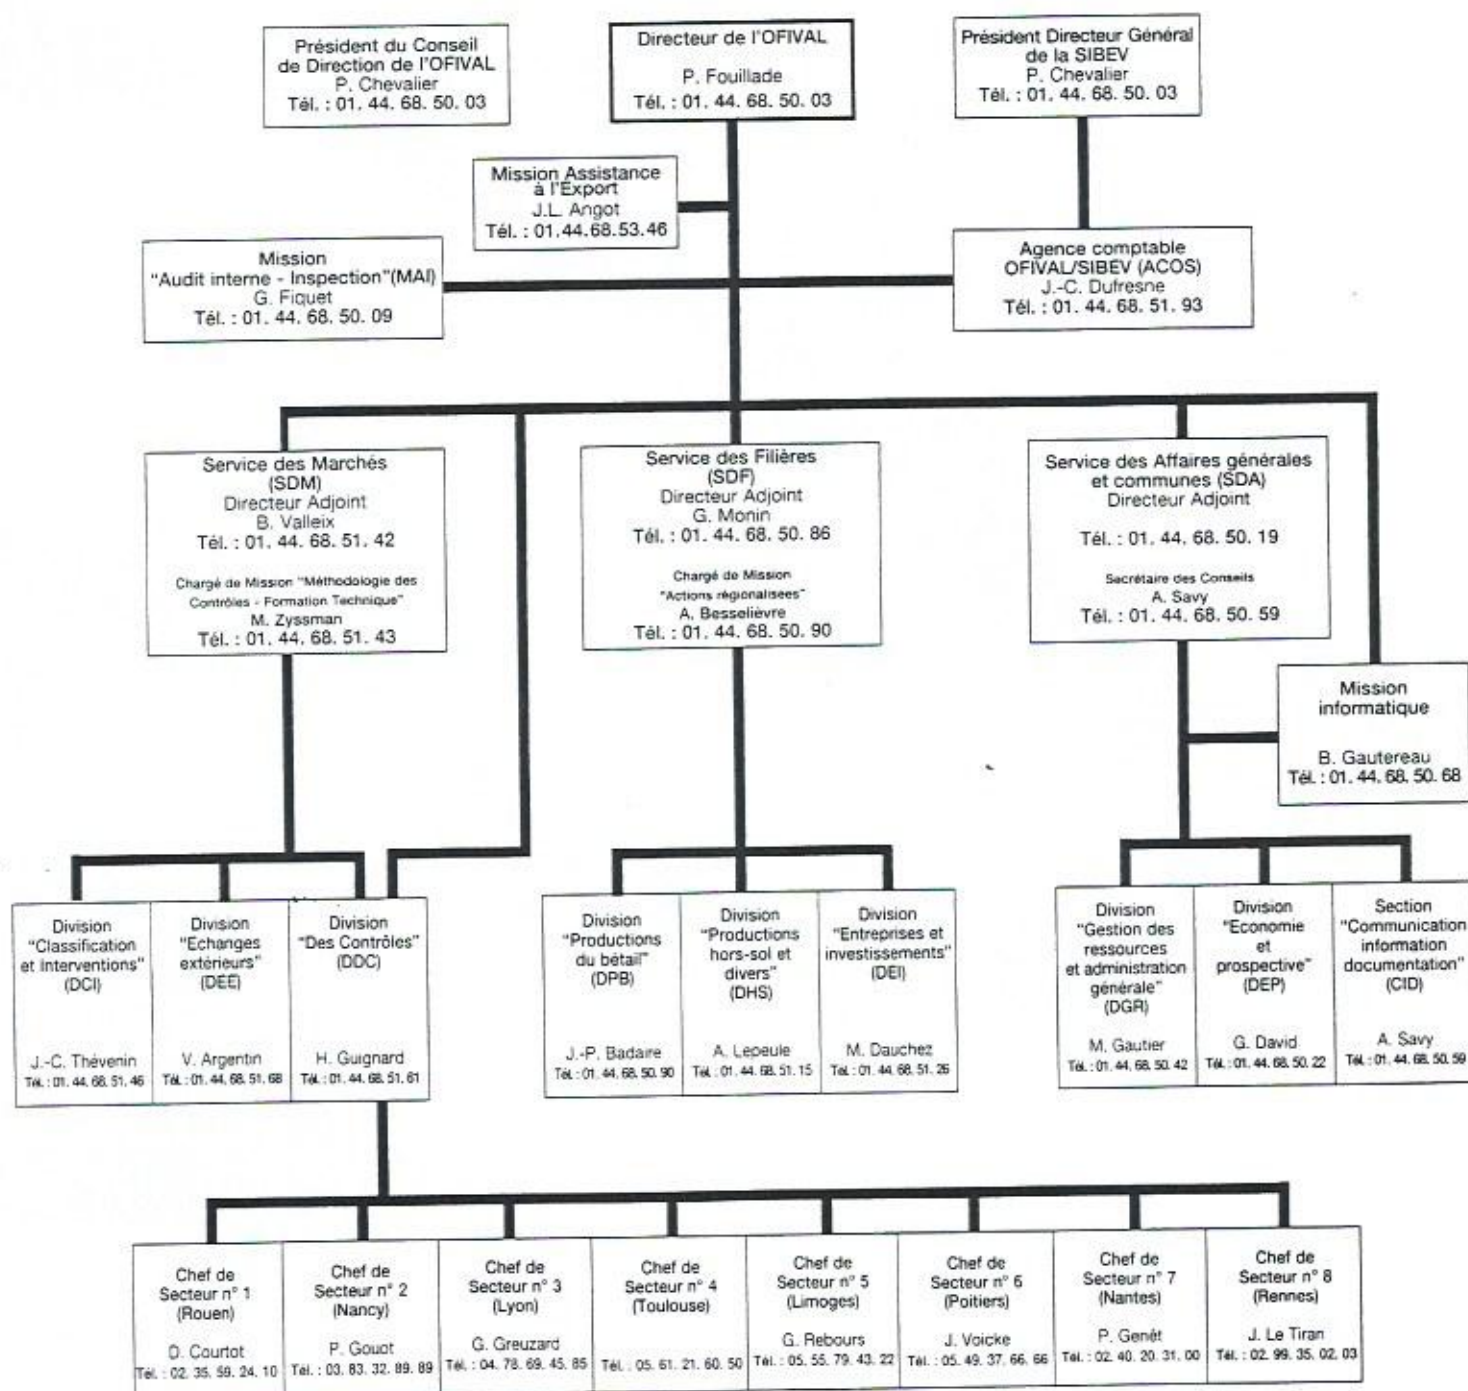 Président du Conseil
de Direction de l'OFIVAL
P. Chevalier
Tél. : 01. 44. 68. 50. 03
Directeur de l'OFIVAL
P. Fouillade
Tél. : 01. 44. 68. 50. 03
Président Directeur Général
de la SIBEV
P. Chevalier
Tél. : 01. 44. 68. 50. 03
Mission Assistance
à l'Export
J.L. Angot
Tél. : 01.44.68.53.46
Mission
"Audit interne - Inspection"(MAI)
G. Fiquet
Tél. : 01. 44. 68. 50. 09
Agence comptable
OFIVAL/SIBEV (ACOS)
J.-C. Dufresne
Tél. : 01. 44. 68. 51. 93
Service des Marchés
(SDM)
Directeur Adjoint
B. Valleix
Tél. : 01. 44. 68. 51. 42
Chargé de Mission "Méthodologie des
Contrôles - Formation Technique"
M. Zyssman
Tél. : 01. 44. 68. 51. 43
Service des Filières
(SDF)
Directeur Adjoint
G. Monin
Tél. : 01. 44. 68. 50. 86
Chargé de Mission
"Actions régionalisées"
A. Besselièvre
Tél. : 01. 44. 68. 50. 90
Service des Affaires générales
et communes (SDA)
Directeur Adjoint
Tél. : 01. 44. 68. 50. 19
Secrétaire des Conseils
A. Savy
Tél. : 01. 44. 68. 50. 59
Mission
informatique
B. Gautereau
Tél. : 01. 44. 68. 50. 68
Division
"Classification
et Interventions"
(DCI)
J.-C. Thévenin
Tél. : 01. 44. 68. 51. 46
Division
"Echanges
extérieurs"
(DEE)
V. Argentin
Tél. : 01. 44. 68. 51. 68
Division
"Des Contrôles"
(DDC)
H. Guignard
Tél. : 01. 44. 68. 51. 61
Division
"Productions
du bétail"
(DPB)
J.-P. Badaire
Tél. : 01. 44. 68. 50. 90
Division
"Productions
hors-sol et
divers"
(DHS)
A. Lepeule
Tél. : 01. 44. 68. 51. 15
Division
"Entreprises et
investissements"
(DEI)
M. Dauchez
Tél. : 01. 44. 68. 51. 26
Division
"Gestion des
ressources
et administration
générale"
(DGR)
M. Gautier
Tél. : 01. 44. 68. 50. 42
Division
"Economie
et
prospective"
(DEP)
G. David
Tél. : 01. 44. 68. 50. 22
Section
"Communication
information
documentation"
(CID)
A. Savy
Tél. : 01. 44. 68. 50. 59
Chef de
Secteur n° 1
(Rouen)
D. Courtot
Tél. : 02. 35. 59. 24. 10
Chef de
Secteur n° 2
(Nancy)
P. Gouot
Tél. : 03. 83. 32. 89. 89
Chef de
Secteur n° 3
(Lyon)
G. Greuzard
Tél. : 04. 78. 69. 45. 85
Chef de
Secteur n° 4
(Toulouse)
Tél. : 05. 61. 21. 60. 50
Chef de
Secteur n° 5
(Limoges)
G. Rebours
Tél. : 05. 55. 79. 43. 22
Chef de
Secteur n° 6
(Poitiers)
J. Voicke
Tél. : 05. 49. 37. 66. 66
Chef de
Secteur n° 7
(Nantes)
P. Genêt
Tél. : 02. 40. 20. 31. 00
Chef de
Secteur n° 8
(Rennes)
J. Le Tiran
Tél. : 02. 99. 35. 02. 03